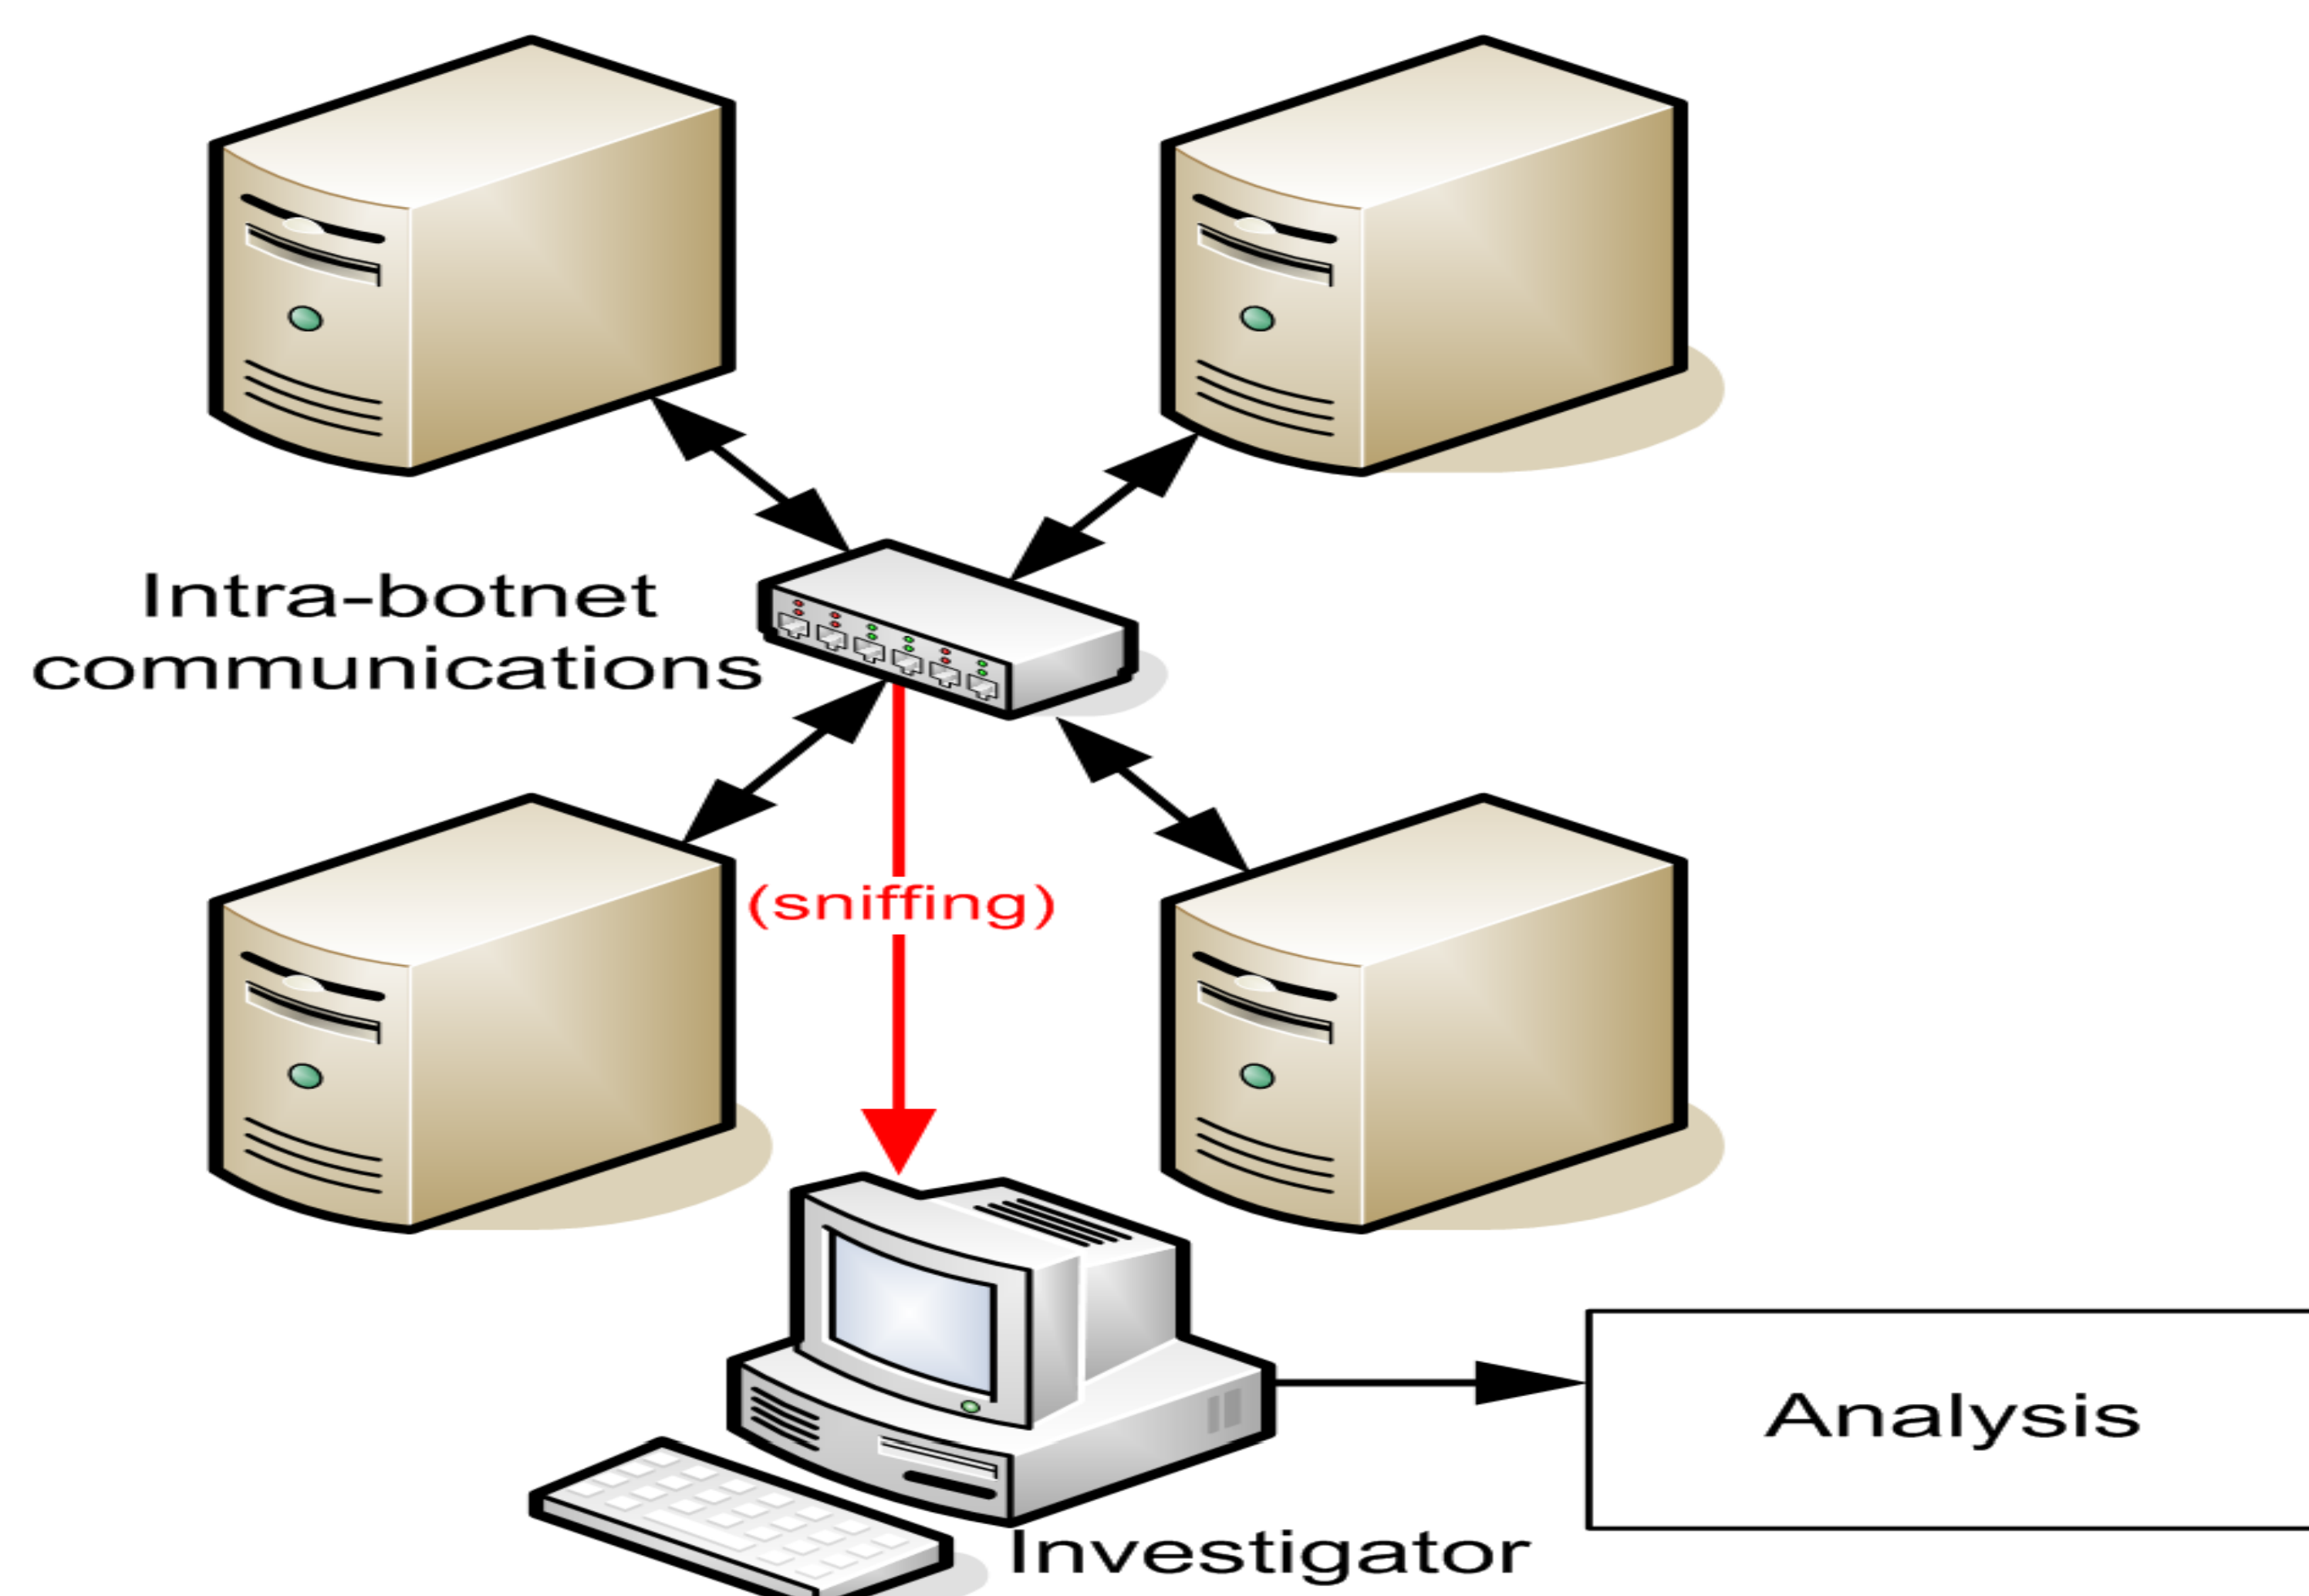 Intra-botnet
communications
(sniffing)
Analysis
Investigator